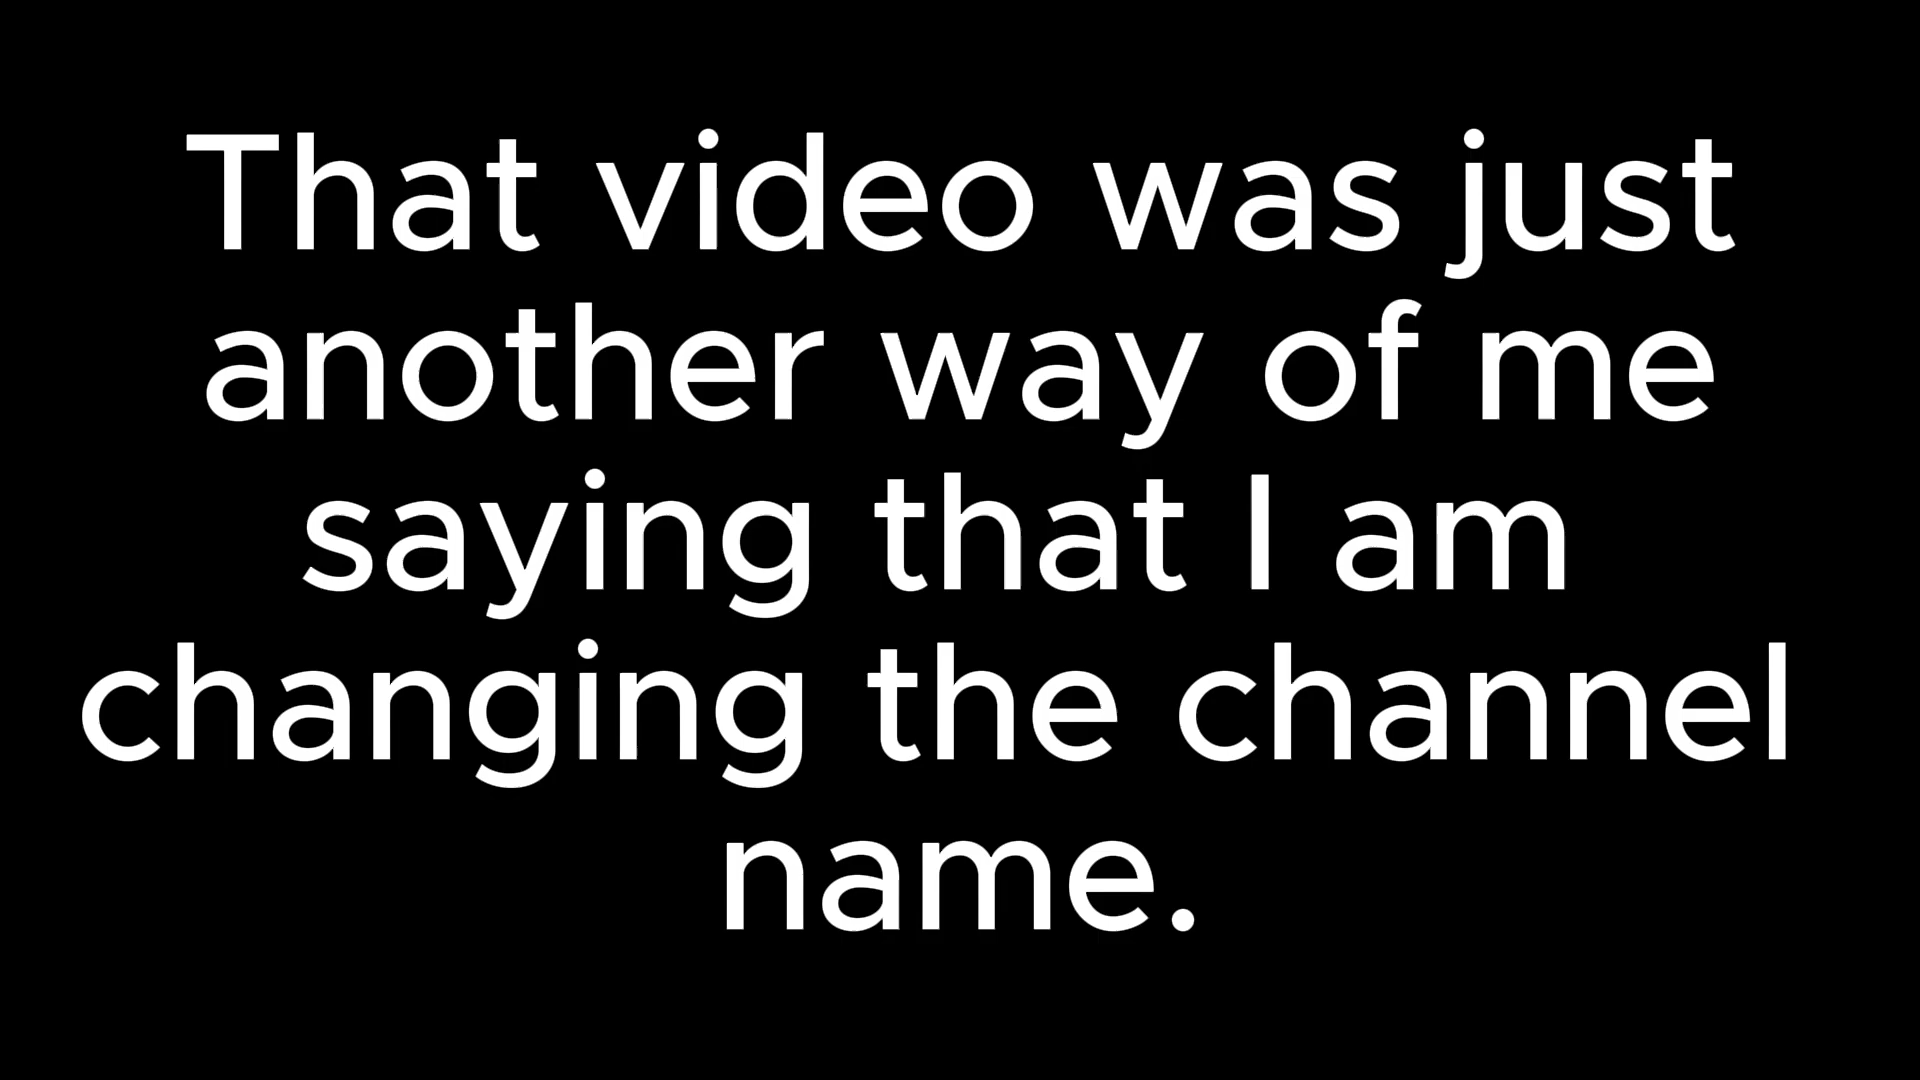 That video was just
another way of me
saying that I am
changing the channel
name.